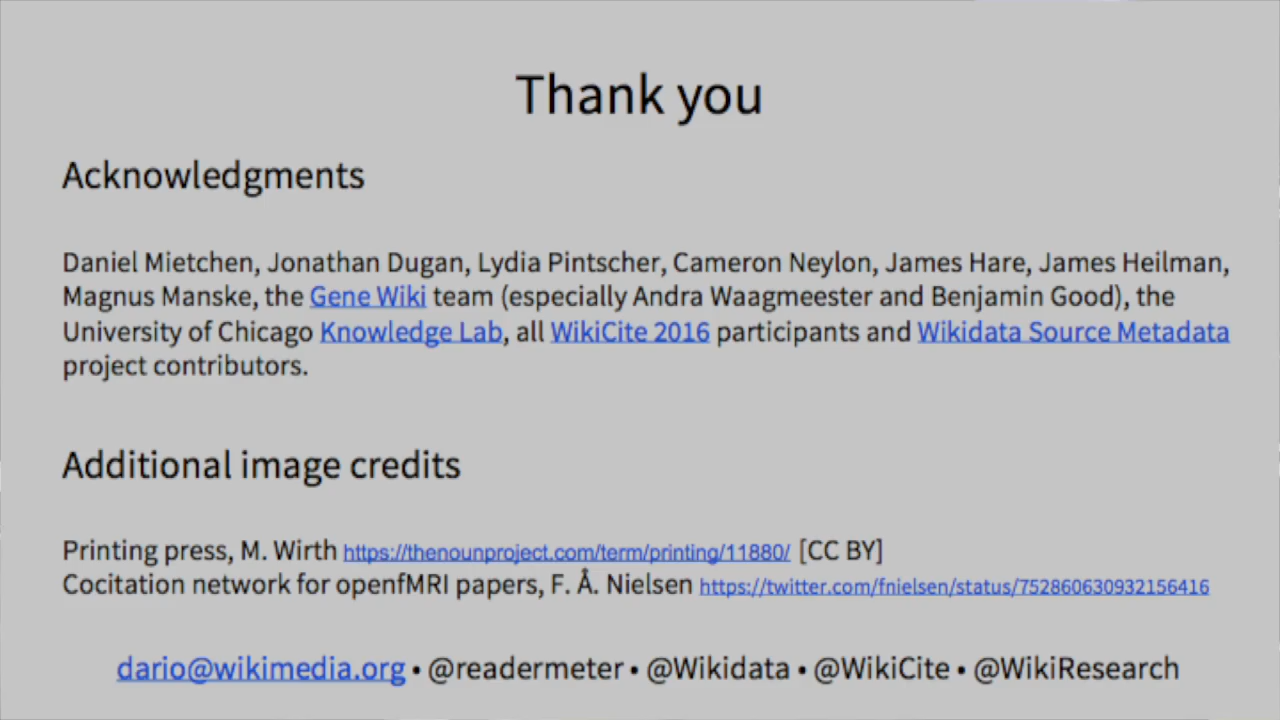 Thank you
Acknowledgments
Daniel Mietchen, Jonathan Dugan, Lydia Pintscher, Cameron Neylon, James Hare, James Heilman,
Magnus Manske, the Gene Wiki team (especially Andra Waagmeester and Benjamin Good), the
University of Chicago Knowledge Lab, all WikiCite 2016 participants and Wikidata Source Metadata
project contributors.
Additional image credits
Printing press, M. Wirth https://thenounproject.com/term/printing/11880/ [CC BY]
Cocitation network for openfMRI papers, F. Å. Nielsen https://twitter.com/fnielsen/status/752860630932156416
dario@wikimedia.org • @readermeter • @Wikidata • @WikiCite • @WikiResearch